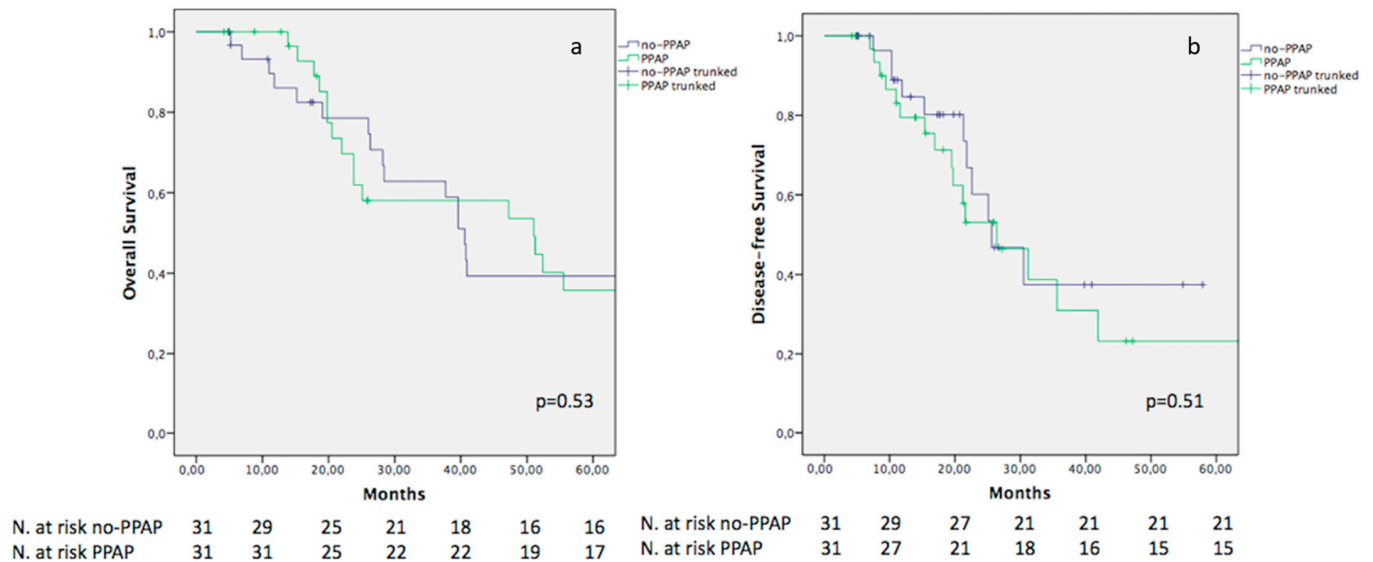 a
no-PPAP
PPAP
no-PPAP trunked
PPAP trunked
Overall Survival
1,0
0,8
0,6
0,4
0,2
0,0
p=0.53
0,00 10,00 20,00 30,00 40,00 50,00 60,00
Months
N. at risk no-PPAP 31 29 25 21 18 16 16
N. at risk PPAP 31 31 25 22 22 19 17
b
no-PPAP
PPAP
no-PPAP trunked
PPAP trunked
Disease-free Survival
1,0
0,8
0,6
0,4
0,2
0,0
p=0.51
0,00 10,00 20,00 30,00 40,00 50,00 60,00
Months
N. at risk no-PPAP 31 29 27 21 21 21 21
N. at risk PPAP 31 27 21 18 16 15 15